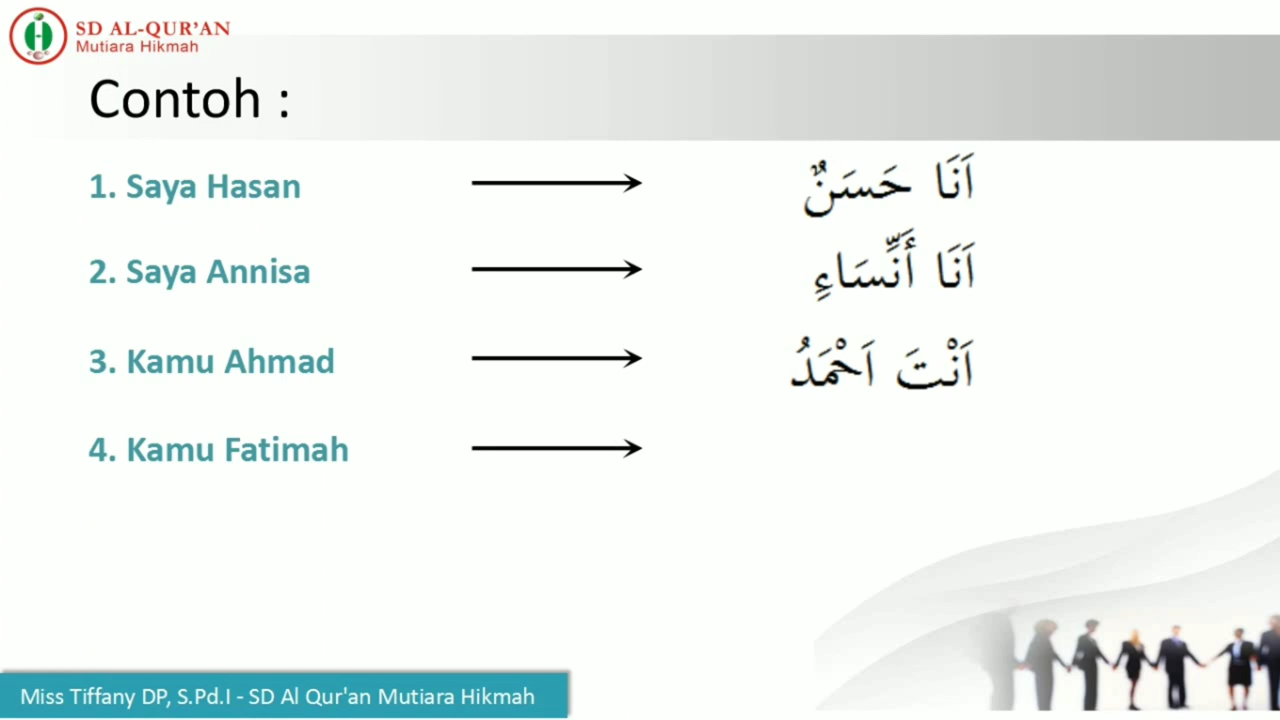 SD AL-QUR'AN
Mutiara Hikmah
Contoh :
1. Saya Hasan → اَنَا حَسَنٌ
2. Saya Annisa → اَنَا أَنِّسَاءِ
3. Kamu Ahmad → اَنْتَ اَحْمَدُ
4. Kamu Fatimah →
Miss Tiffany DP, S.Pd.I - SD Al Qur'an Mutiara Hikmah